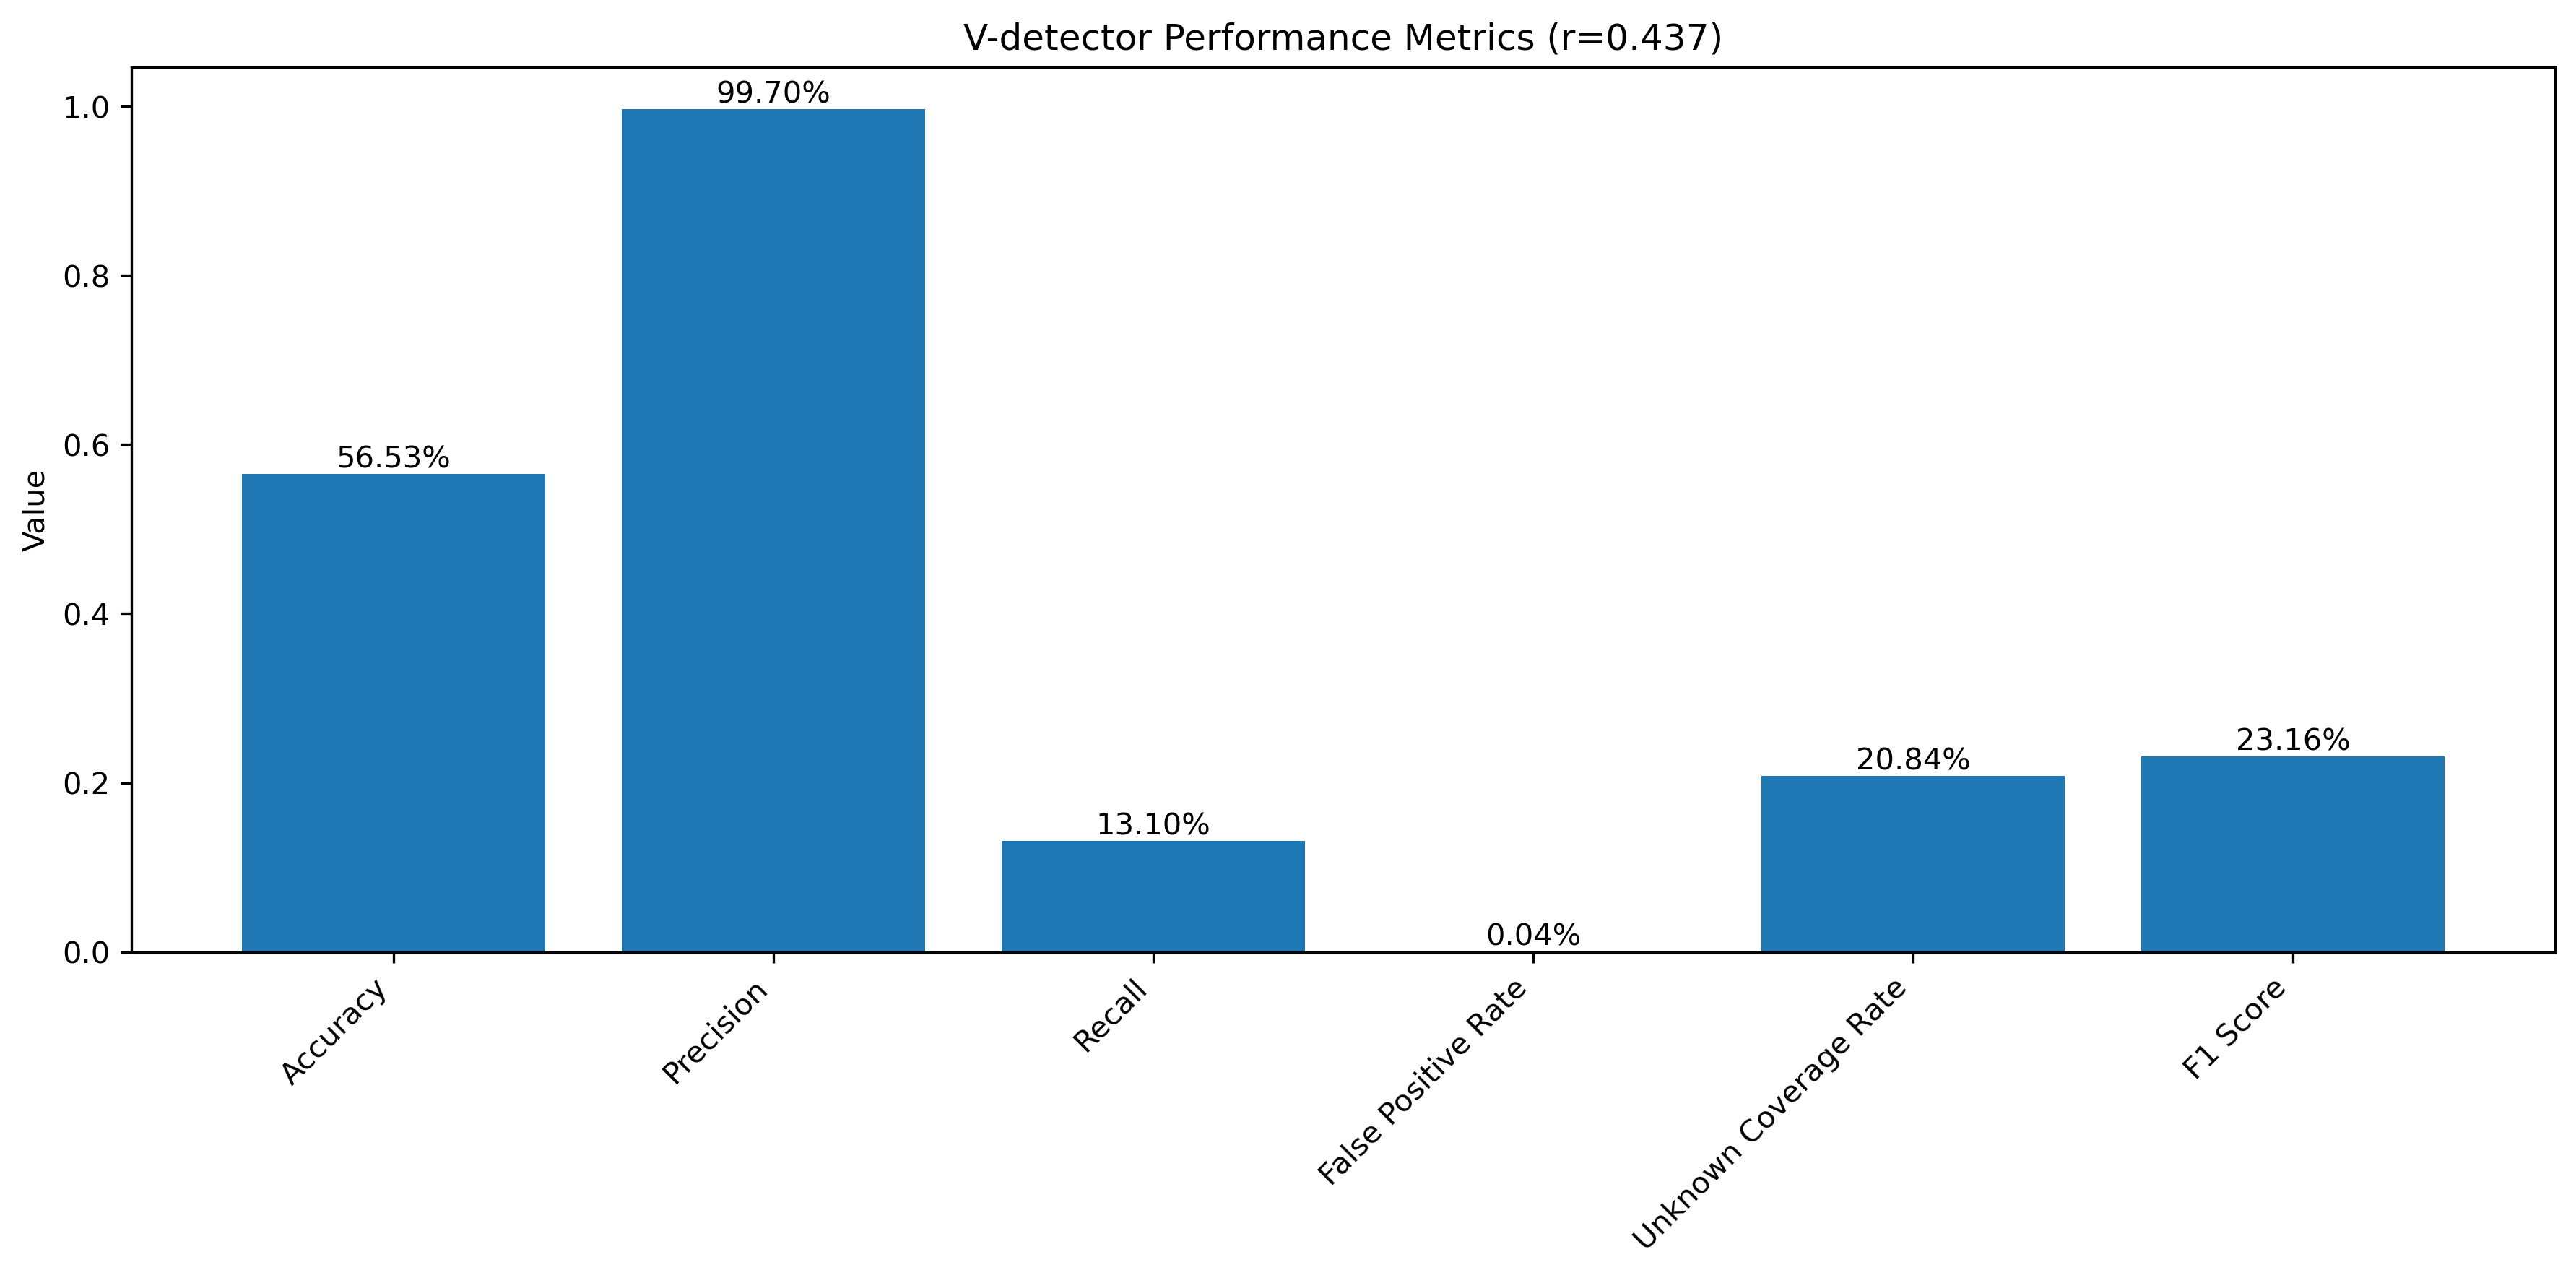 V-detector Performance Metrics (r=0.437)
Value
1.0
0.8
0.6
0.4
0.2
0.0
56.53%
99.70%
13.10%
0.04%
20.84%
23.16%
Accuracy
Precision
Recall
False Positive Rate
Unknown Coverage Rate
F1 Score